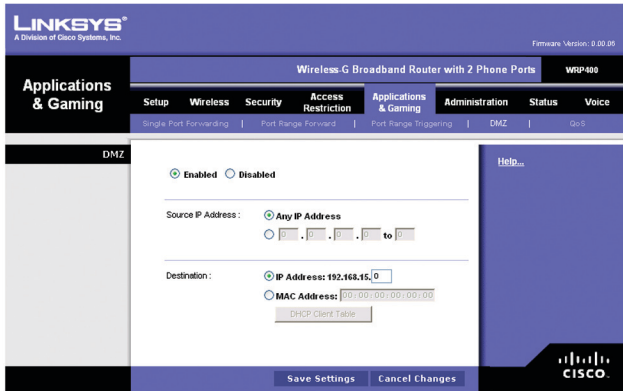 LINKSYS®
A Division of Cisco Systems, Inc.
Firmware Version: 0.00.06
Wireless-G Broadband Router with 2 Phone Ports WRP400
Applications & Gaming
Setup Wireless Security Access Restriction Applications & Gaming Administration Status Voice
Single Port Forwarding | Port Range Forward | Port Range Triggering | DMZ | QoS
DMZ
Enabled Disabled
Help...
Source IP Address : Any IP Address
0 . 0 . 0 . 0 to 0
Destination : IP Address: 192.168.15. 0
MAC Address: 00:00:00:00:00:00
DHCP Client Table
Save Settings Cancel Changes
CISCO.